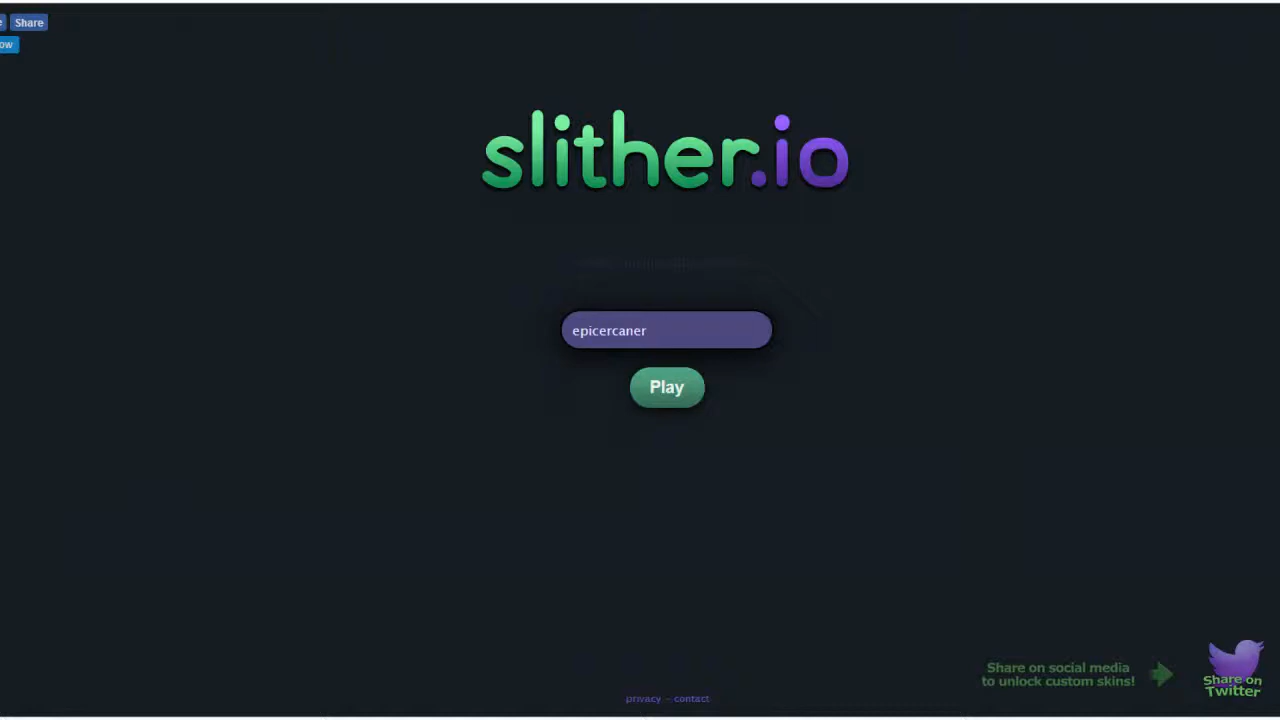 Share
slither.io
epicercaner
Play
Share on social media
to unlock custom skins!
Share on
Twitter
privacy - contact